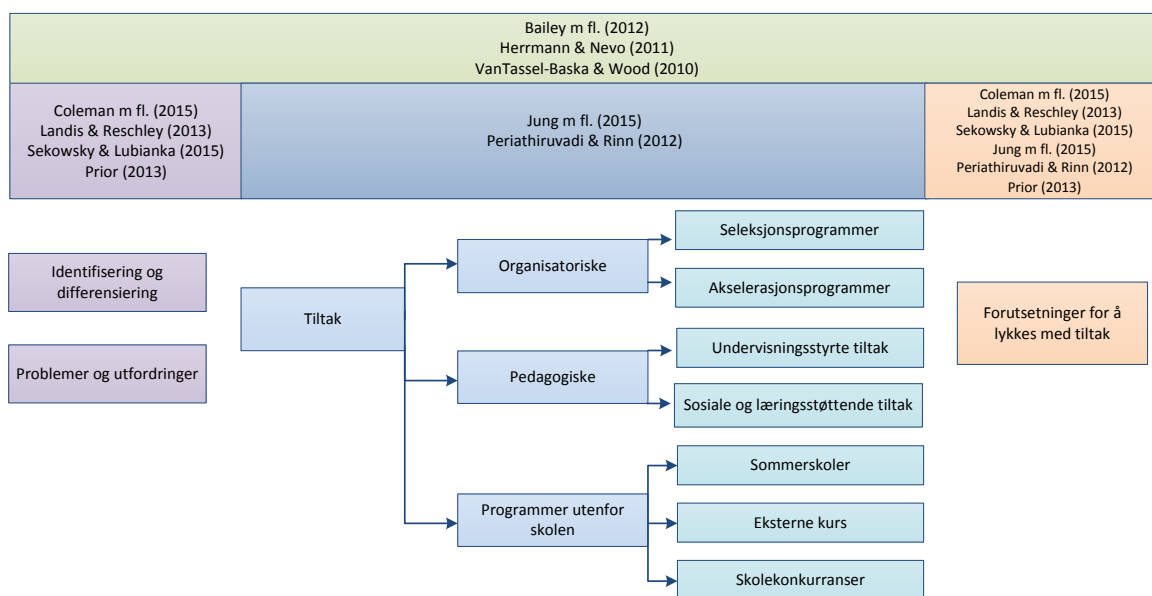 Bailey m fl. (2012)
Herrmann & Nevo (2011)
VanTassel-Baska & Wood (2010)
Coleman m fl. (2015)
Landis & Reschley (2013)
Sekowsky & Lubianka (2015)
Prior (2013)
Jung m fl. (2015)
Periathiruvadi & Rinn (2012)
Coleman m fl. (2015)
Landis & Reschley (2013)
Sekowsky & Lubianka (2015)
Jung m fl. (2015)
Periathiruvadi & Rinn (2012)
Prior (2013)
Identifisering og
differensiering
Problemer og utfordringer
Tiltak
Organisatoriske
Seleksjonsprogrammer
Akselerasjonsprogrammer
Pedagogiske
Undervisningsstyrte tiltak
Sosiale og læringsstøttende tiltak
Programmer utenfor
skolen
Sommerskoler
Eksterne kurs
Skolekonkurranser
Forutsetninger for å
lykkes med tiltak